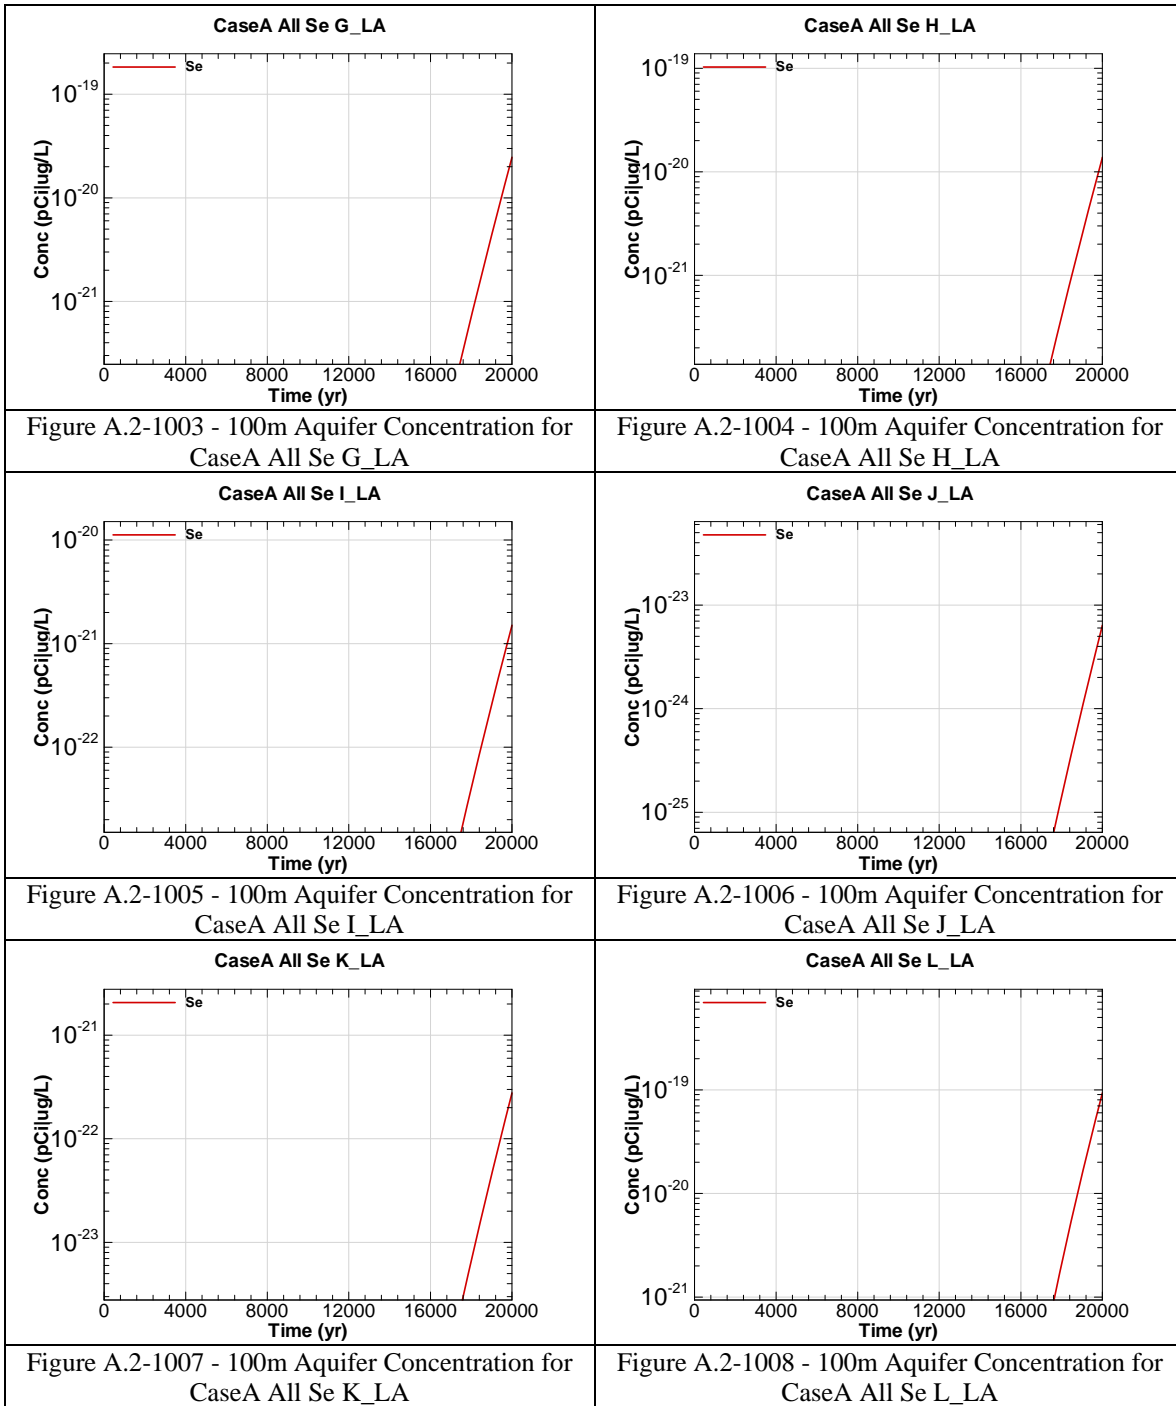 CaseA All Se G_LA
Se
Conc (pCi|ug/L)
10-19
10-20
10-21
0 4000 8000 12000 16000 20000
Time (yr)
Figure A.2-1003 - 100m Aquifer Concentration for
CaseA All Se G_LA
CaseA All Se H_LA
Se
Conc (pCi|ug/L)
10-19
10-20
10-21
0 4000 8000 12000 16000 20000
Time (yr)
Figure A.2-1004 - 100m Aquifer Concentration for
CaseA All Se H_LA
CaseA All Se I_LA
Se
Conc (pCi|ug/L)
10-20
10-21
10-22
0 4000 8000 12000 16000 20000
Time (yr)
Figure A.2-1005 - 100m Aquifer Concentration for
CaseA All Se I_LA
CaseA All Se J_LA
Se
Conc (pCi|ug/L)
10-23
10-24
10-25
0 4000 8000 12000 16000 20000
Time (yr)
Figure A.2-1006 - 100m Aquifer Concentration for
CaseA All Se J_LA
CaseA All Se K_LA
Se
Conc (pCi|ug/L)
10-21
10-22
10-23
0 4000 8000 12000 16000 20000
Time (yr)
Figure A.2-1007 - 100m Aquifer Concentration for
CaseA All Se K_LA
CaseA All Se L_LA
Se
Conc (pCi|ug/L)
10-19
10-20
10-21
0 4000 8000 12000 16000 20000
Time (yr)
Figure A.2-1008 - 100m Aquifer Concentration for
CaseA All Se L_LA